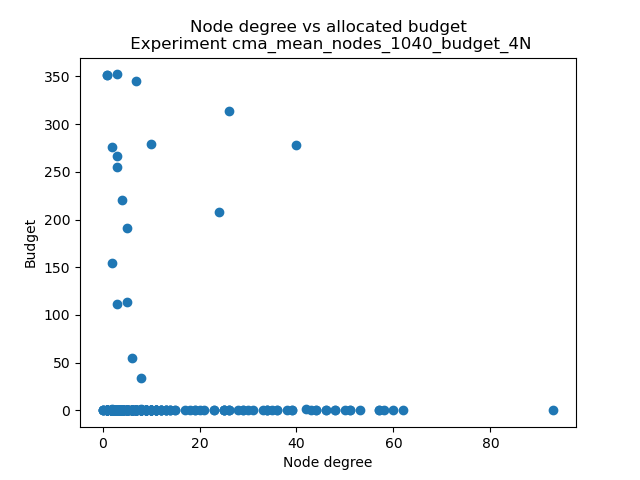 Node degree vs allocated budget
Experiment cma_mean_nodes_1040_budget_4N
350
300
250
200
150
100
50
0
Budget
0 20 40 60 80
Node degree